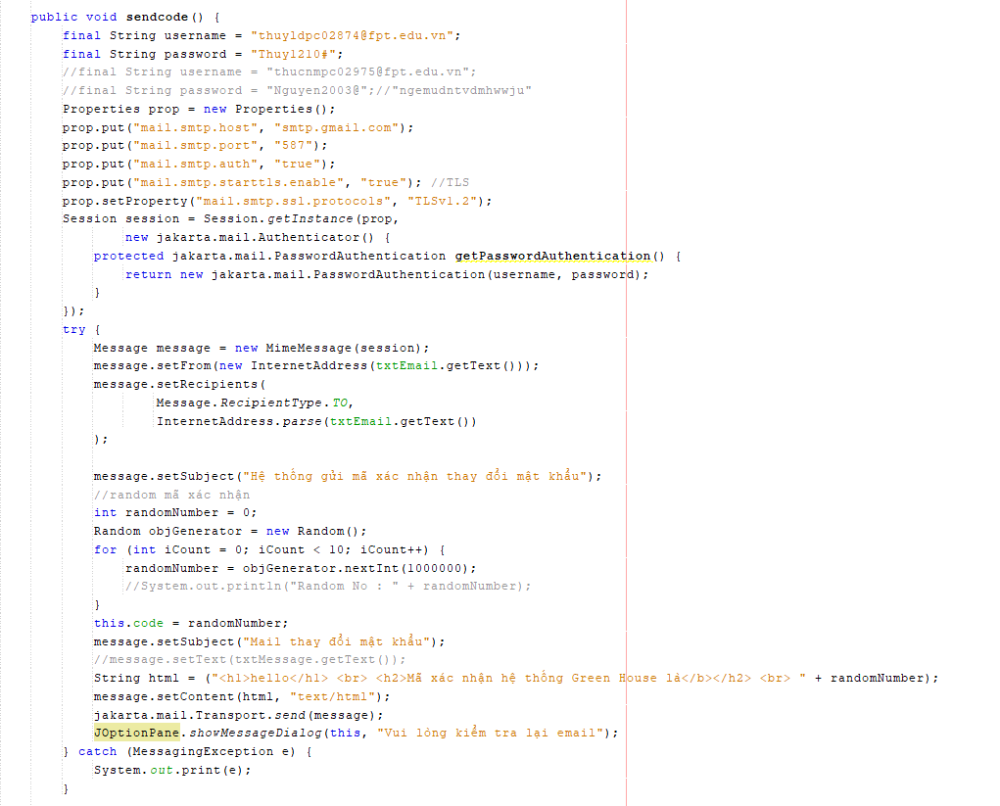 public void sendcode() {
final String username = "thuyldpc02874@fpt.edu.vn";
final String password = "Thuy1210#";
//final String username = "thucnmpc02975@fpt.edu.vn";
//final String password = "Nguyen2003@";//"ngemudntvdmhwwju"
Properties prop = new Properties();
prop.put("mail.smtp.host", "smtp.gmail.com");
prop.put("mail.smtp.port", "587");
prop.put("mail.smtp.auth", "true");
prop.put("mail.smtp.starttls.enable", "true"); //TLS
prop.setProperty("mail.smtp.ssl.protocols", "TLSv1.2");
Session session = Session.getInstance(prop,
new jakarta.mail.Authenticator() {
protected jakarta.mail.PasswordAuthentication getPasswordAuthentication() {
return new jakarta.mail.PasswordAuthentication(username, password);
}
});
try {
Message message = new MimeMessage(session);
message.setFrom(new InternetAddress(txtEmail.getText()));
message.setRecipients(
Message.RecipientType.TO,
InternetAddress.parse(txtEmail.getText())
);
message.setSubject("Hệ thống gửi mã xác nhận thay đổi mật khẩu");
//random mã xác nhận
int randomNumber = 0;
Random objGenerator = new Random();
for (int iCount = 0; iCount < 10; iCount++) {
randomNumber = objGenerator.nextInt(1000000);
//System.out.println("Random No : " + randomNumber);
}
this.code = randomNumber;
message.setSubject("Mail thay đổi mật khẩu");
//message.setText(txtMessage.getText());
String html = ("<h1>hello</h1> <br> <h2>Mã xác nhận hệ thống Green House là</b></h2> <br> " + randomNumber);
message.setContent(html, "text/html");
jakarta.mail.Transport.send(message);
JOptionPane.showMessageDialog(this, "Vui lòng kiểm tra lại email");
} catch (MessagingException e) {
System.out.print(e);
}